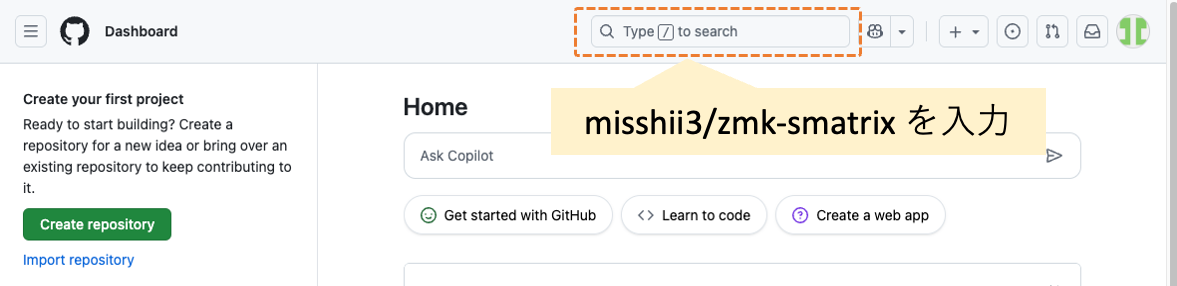 Dashboard
Type / to search
Create your first project
Ready to start building? Create a
repository for a new idea or bring over an
existing repository to keep contributing to
it.
Create repository
Import repository
Home
misshii3/zmk-smatrix を入力
Ask Copilot
Get started with GitHub
Learn to code
Create a web app